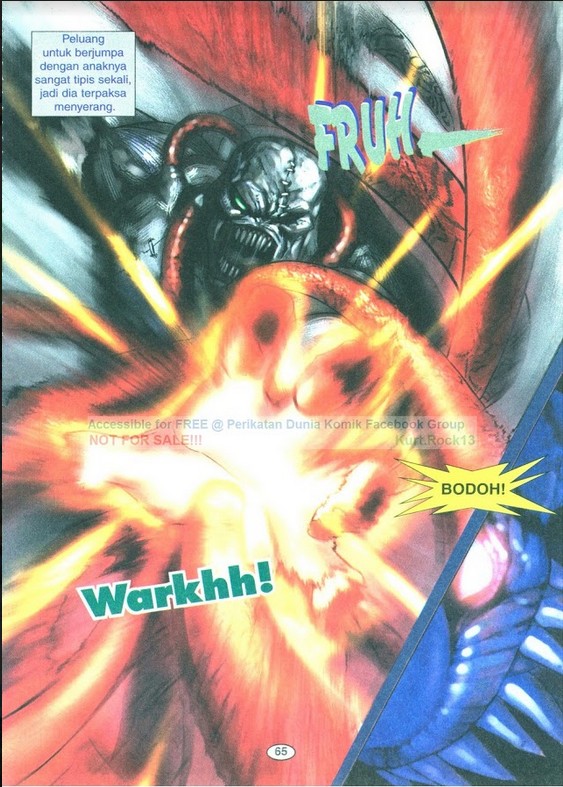 Peluang
untuk berjumpa
dengan anaknya
sangat tipis sekali,
jadi dia terpaksa
menyerang.
FRUH
Accessible for FREE @ Perikatan Dunia Komik Facebook Group
NOT FOR SALE!!! Kurt.Rock13
BODOH!
Warkhh!
65